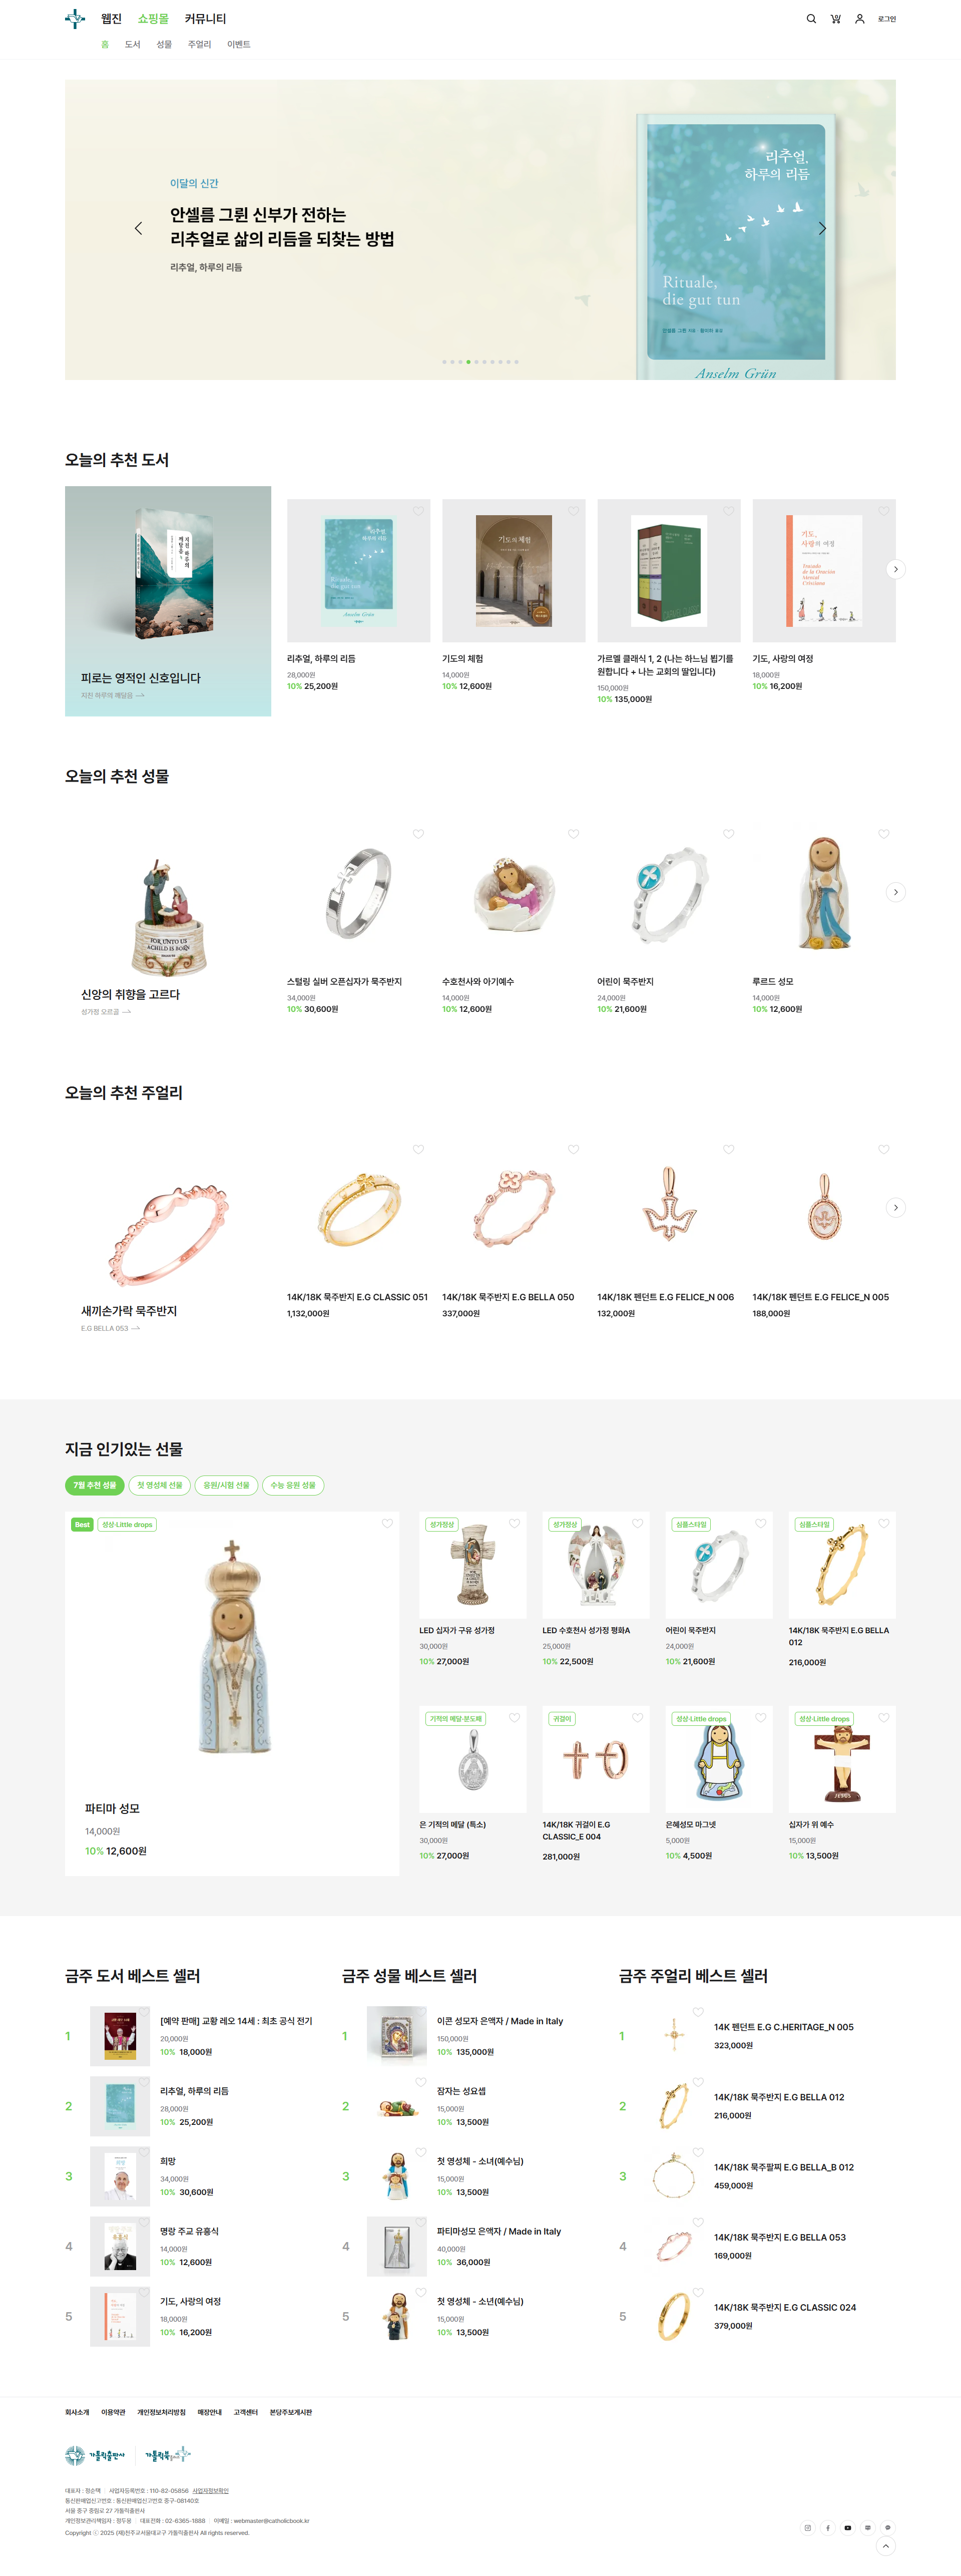 웹진 쇼핑몰 커뮤니티
로그인
홈 도서 성물 주얼리 이벤트
이달의 신간
안셀름 그륀 신부가 전하는
리추얼로 삶의 리듬을 되찾는 방법
리추얼, 하루의 리듬
리추얼,
하루의 리듬
Rituale,
die gut tun
Anselm Grün
오늘의 추천 도서
피로는 영적인 신호입니다
지친 하루의 깨달음
리추얼, 하루의 리듬
28,000원
10% 25,200원
기도의 체험
기도의 체험
14,000원
10% 12,600원
가르멜 클래식 1, 2 (나는 하느님 뵙기를
원합니다 + 나는 교회의 딸입니다)
150,000원
10% 135,000원
기도,
사랑의 여정
기도, 사랑의 여정
18,000원
10% 16,200원
오늘의 추천 성물
FOR UNTO US
A CHILD IS BORN
신앙의 취향을 고르다
성가정 오르골
스털링 실버 오픈십자가 묵주반지
34,000원
10% 30,600원
수호천사와 아기예수
14,000원
10% 12,600원
어린이 묵주반지
24,000원
10% 21,600원
루르드 성모
14,000원
10% 12,600원
오늘의 추천 주얼리
새끼손가락 묵주반지
E.G BELLA 053
14K/18K 묵주반지 E.G CLASSIC 051
1,132,000원
14K/18K 묵주반지 E.G BELLA 050
337,000원
14K/18K 펜던트 E.G FELICE_N 006
132,000원
14K/18K 펜던트 E.G FELICE_N 005
188,000원
지금 인기있는 선물
7월 추천 성물 첫 영성체 선물 응원/시험 선물 수능 응원 성물
Best 성상·Little drops
파티마 성모
14,000원
10% 12,600원
성가정상
LED 십자가 구유 성가정
30,000원
10% 27,000원
성가정상
LED 수호천사 성가정 평화A
25,000원
10% 22,500원
심플스타일
어린이 묵주반지
24,000원
10% 21,600원
심플스타일
14K/18K 묵주반지 E.G BELLA
012
216,000원
기적의 메달·분도패
은 기적의 메달 (특소)
30,000원
10% 27,000원
귀걸이
14K/18K 귀걸이 E.G
CLASSIC_E 004
281,000원
성상·Little drops
은혜성모 마그넷
5,000원
10% 4,500원
성상·Little drops
JESUS
십자가 위 예수
15,000원
10% 13,500원
금주 도서 베스트 셀러
1
[예약 판매] 교황 레오 14세 : 최초 공식 전기
20,000원
10% 18,000원
2
리추얼, 하루의 리듬
28,000원
10% 25,200원
3
희망
34,000원
10% 30,600원
4
명랑 주교 유흥식
14,000원
10% 12,600원
5
기도, 사랑의 여정
18,000원
10% 16,200원
금주 성물 베스트 셀러
1
이콘 성모자 은액자 / Made in Italy
150,000원
10% 135,000원
2
잠자는 성요셉
15,000원
10% 13,500원
3
첫 영성체 - 소녀(예수님)
15,000원
10% 13,500원
4
파티마성모 은액자 / Made in Italy
40,000원
10% 36,000원
5
첫 영성체 - 소년(예수님)
15,000원
10% 13,500원
금주 주얼리 베스트 셀러
1
14K 펜던트 E.G C.HERITAGE_N 005
323,000원
2
14K/18K 묵주반지 E.G BELLA 012
216,000원
3
14K/18K 묵주팔찌 E.G BELLA_B 012
459,000원
4
14K/18K 묵주반지 E.G BELLA 053
169,000원
5
14K/18K 묵주반지 E.G CLASSIC 024
379,000원
회사소개 이용약관 개인정보처리방침 매장안내 고객센터 본당주보게시판
가톨릭출판사 가톨릭북
대표자 : 정순택 사업자등록번호 : 110-82-05856 사업자정보확인
통신판매업신고번호 : 통신판매업신고번호 중구-08140호
서울 중구 중림로 27 가톨릭출판사
개인정보관리책임자 : 정두용 대표전화 : 02-6365-1888 이메일 : webmaster@catholicbook.kr
Copyright ⓒ 2025 (재)천주교서울대교구 가톨릭출판사 All rights reserved.